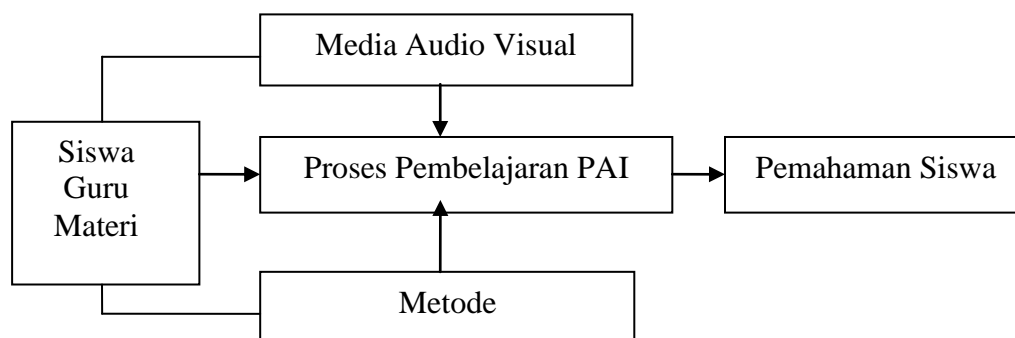 Media Audio Visual
Siswa
Guru
Materi
Proses Pembelajaran PAI
Pemahaman Siswa
Metode